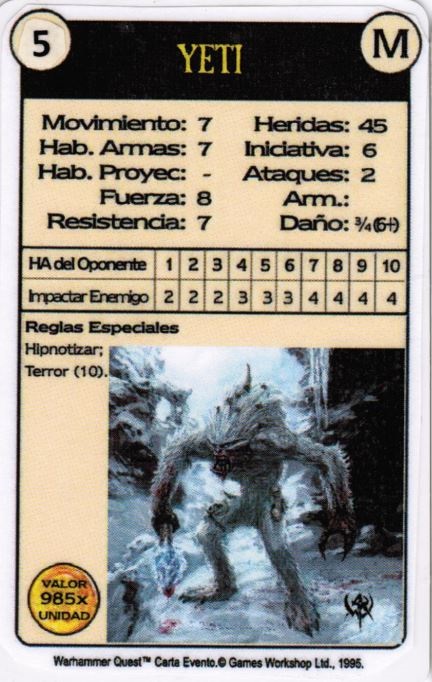 5
YETI
M
Movimiento: 7 Heridas: 45
Hab. Armas: 7 Iniciativa: 6
Hab. Proyec: - Ataques: 2
Fuerza: 8 Arm.:
Resistencia: 7 Daño: ¾(6+)
HA del Oponente 1 2 3 4 5 6 7 8 9 10
Impactar Enemigo 2 2 2 3 3 3 4 4 4 4
Reglas Especiales
Hipnotizar;
Terror (10).
VALOR
985x
UNIDAD
Warhammer Quest™ Carta Evento.© Games Workshop Ltd., 1995.